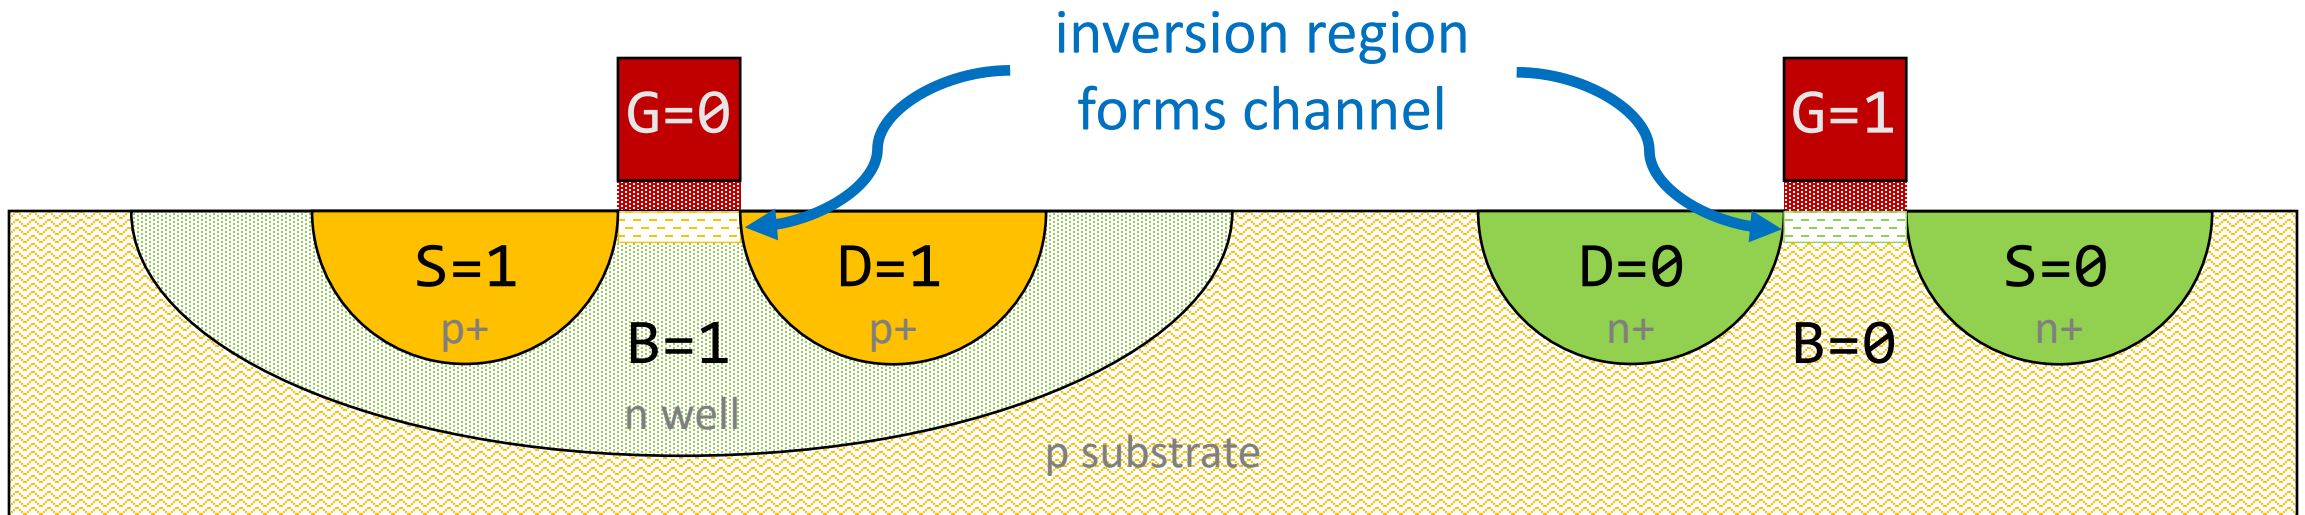 inversion region
forms channel
G=0
G=1
S=1
p+
D=1
p+
B=1
n well
p substrate
D=0
n+
B=0
S=0
n+